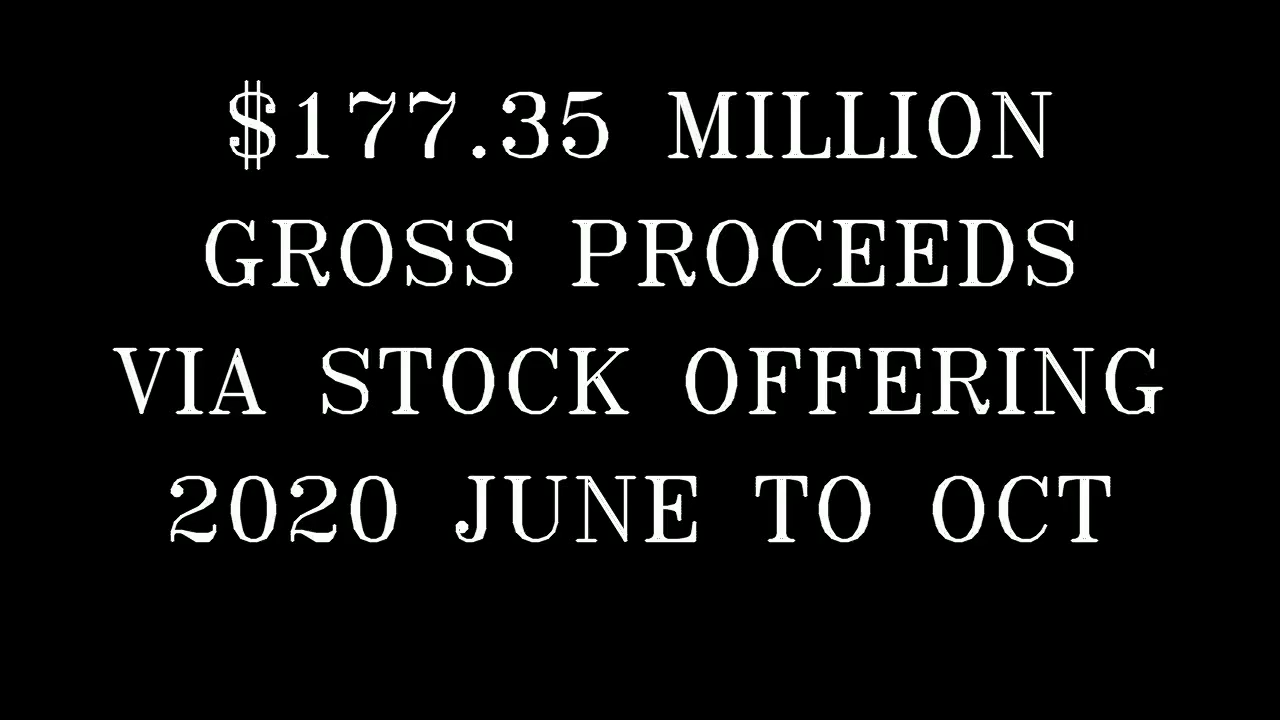 $177.35 MILLION
GROSS PROCEEDS
VIA STOCK OFFERING
2020 JUNE TO OCT